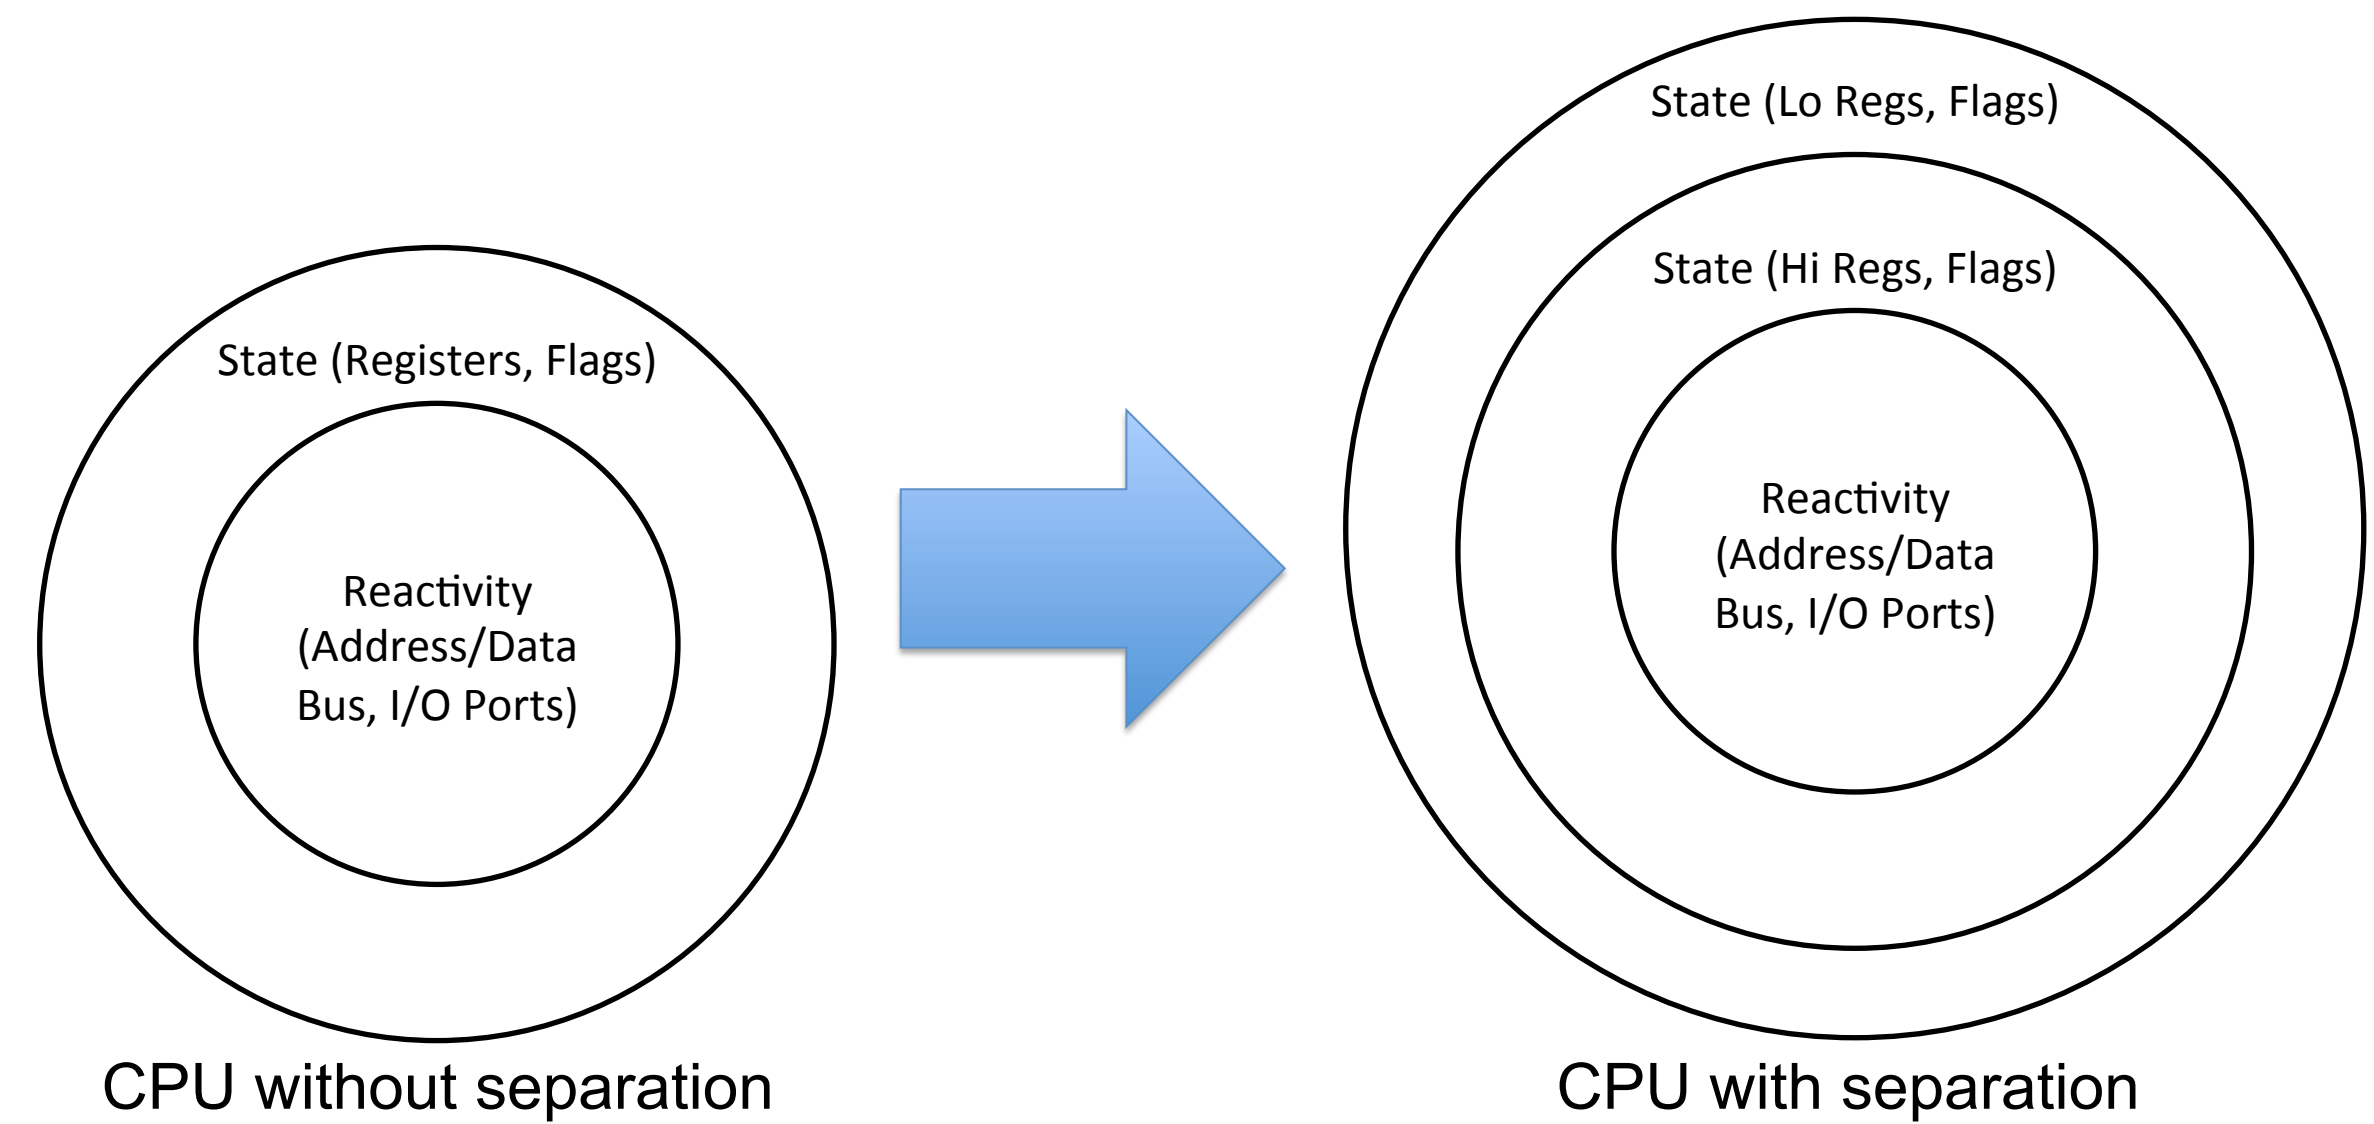 State (Registers, Flags)
Reactivity
(Address/Data
Bus, I/O Ports)
CPU without separation
State (Lo Regs, Flags)
State (Hi Regs, Flags)
Reactivity
(Address/Data
Bus, I/O Ports)
CPU with separation